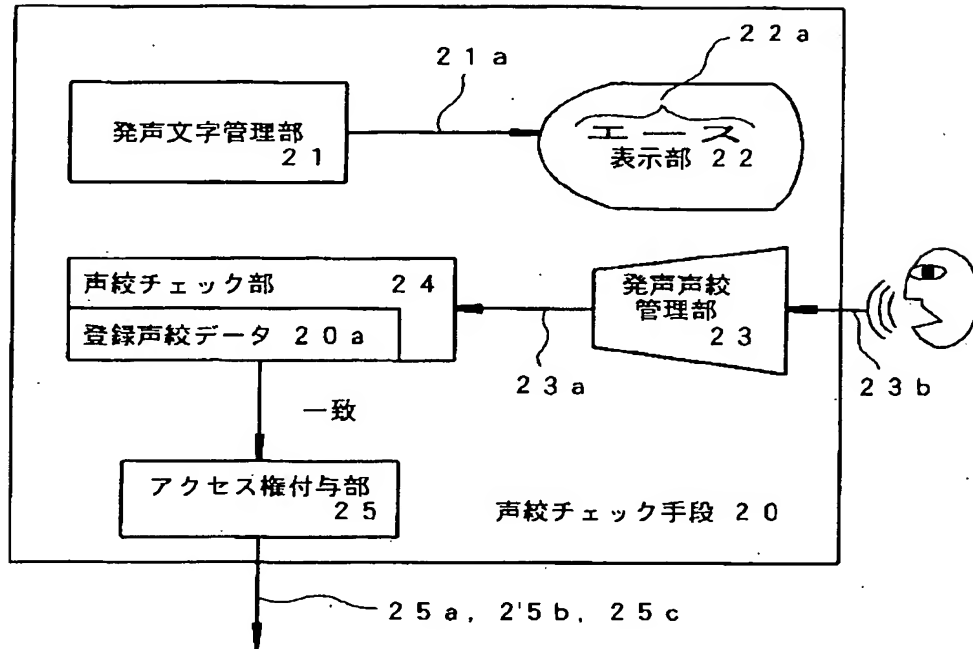 22a
21a
発声文字管理部
21
エース
表示部 22
声紋チェック部 24
登録声紋データ 20a
発声声紋
管理部
23
23a
23b
一致
アクセス権付与部
25
声紋チェック手段 20
25a, 25b, 25c